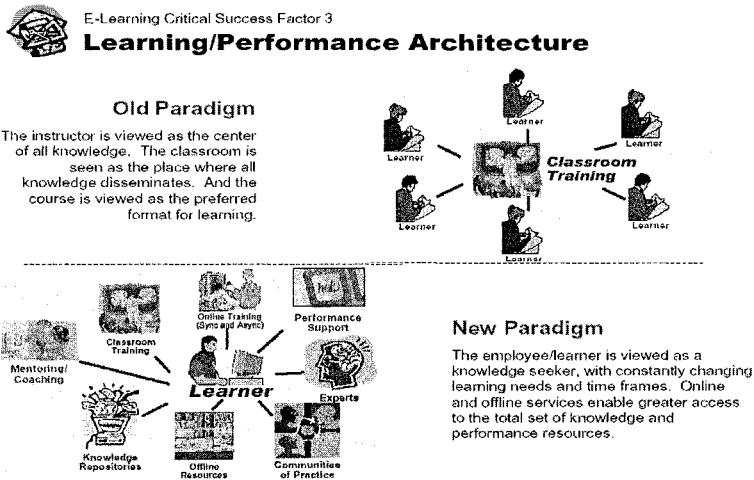 E-Learning Critical Success Factor 3
Learning/Performance Architecture
Old Paradigm
The instructor is viewed as the center
of all knowledge. The classroom is
seen as the place where all
knowledge disseminates. And the
course is viewed as the preferred
format for learning.
Learner
Learner
Learner
Classroom
Training
Learner
Learner
Learner
Online Training
(Sync and Async)
Performance
Support
help
Classroom
Training
Mentoring/
Coaching
Learner
Experts
Knowledge
Repositories
Offline
Resources
Communities
of Practice
New Paradigm
The employee/learner is viewed as a
knowledge seeker, with constantly changing
learning needs and time frames. Online
and offline services enable greater access
to the total set of knowledge and
performance resources.